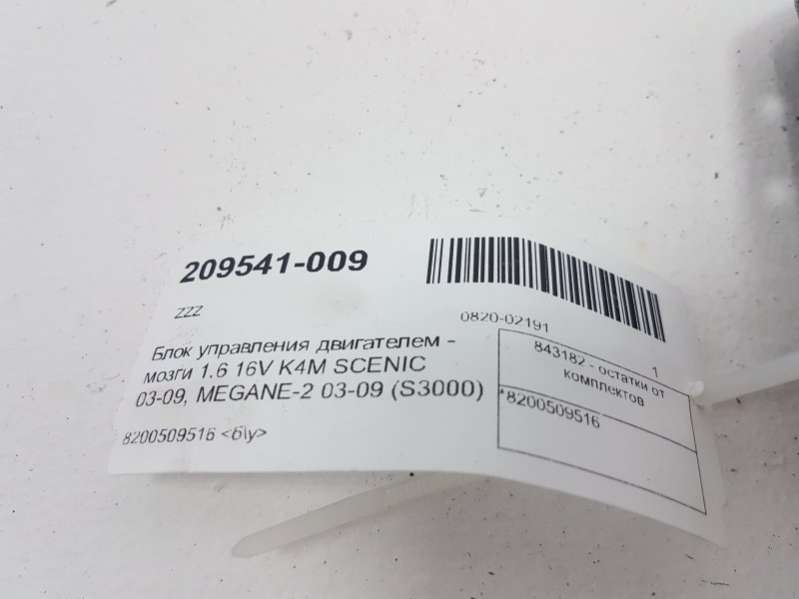 209541-009
zzz
Блок управления двигателем -
мозги 1.6 16V K4M SCENIC
03-09, MEGANE-2 03-09 (S3000)
8200509516 <б\у>
0820-02191
1
843182 - остатки от
комплектов
*8200509516